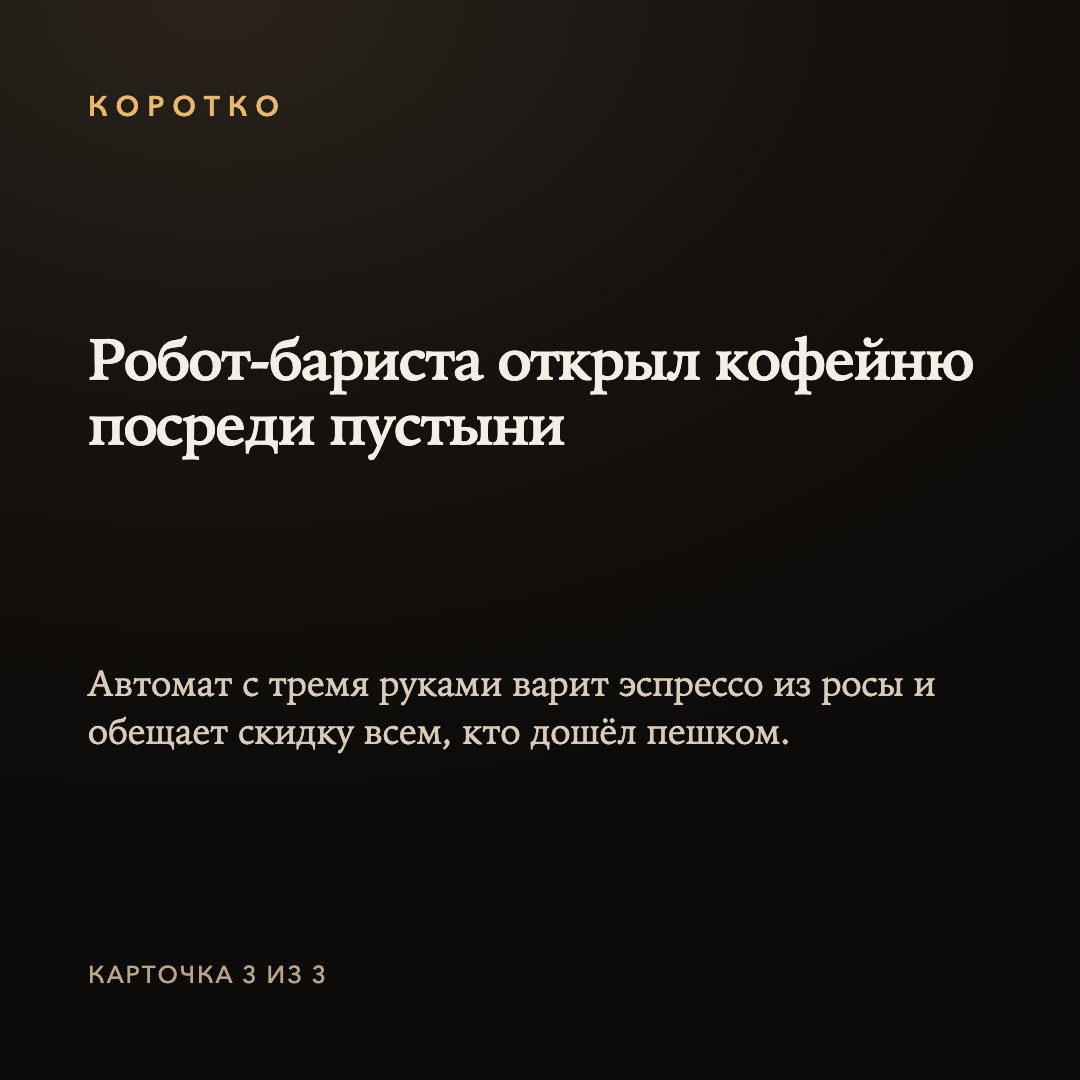 КОРОТКО
Робот-бариста открыл кофейню
посреди пустыни
Автомат с тремя руками варит эспрессо из росы и
обещает скидку всем, кто дошёл пешком.
КАРТОЧКА 3 ИЗ 3